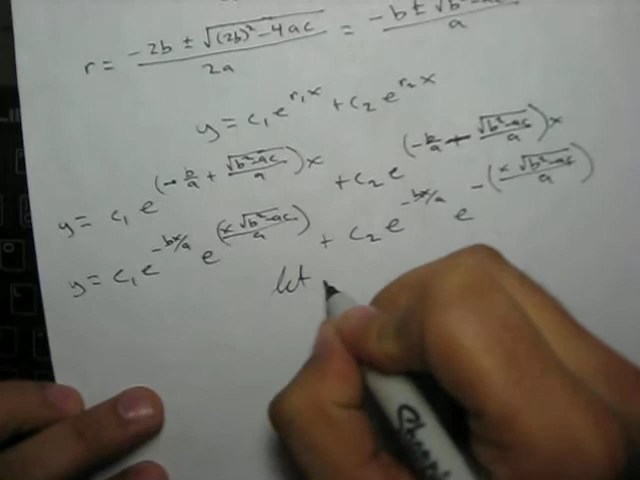 r = (-2b ± √((2b)² - 4ac)) / 2a = (-b ± √(b² - ac)) / a
y = c₁e^(r₁x) + c₂e^(r₂x)
y = c₁e^((-b/a + √(b²-ac)/a)x) + c₂e^((-b/a - √(b²-ac)/a)x)
y = c₁e^(-bx/a) e^(x√(b²-ac)/a) + c₂e^(-bx/a) e^(-(x√(b²-ac)/a))
let